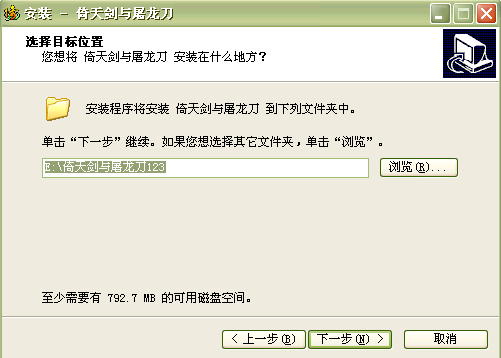 安装 - 倚天剑与屠龙刀
选择目标位置
您想将 倚天剑与屠龙刀 安装在什么地方?
安装程序将安装 倚天剑与屠龙刀 到下列文件夹中。
单击“下一步”继续。如果您想选择其它文件夹,单击“浏览”。
E:\倚天剑与屠龙刀123
浏览(R)...
至少需要有 792.7 MB 的可用磁盘空间。
< 上一步(B)
下一步(N) >
取消